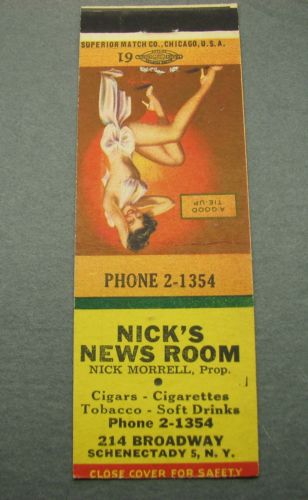 SUPERIOR MATCH CO., CHICAGO, U.S.A.
61
A-GOOD
TIE-UP
PHONE 2-1354
NICK'S
NEWS ROOM
NICK MORRELL, Prop.
Cigars - Cigarettes
Tobacco - Soft Drinks
Phone 2-1354
214 BROADWAY
SCHENECTADY 5, N. Y.
CLOSE COVER FOR SAFETY